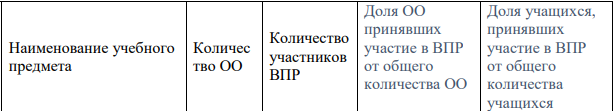 Наименование учебного
предмета
Количес
тво ОО
Количество
участников
ВПР
Доля ОО
принявших
участие в ВПР
от общего
количества ОО
Доля учащихся,
принявших
участие в ВПР
от общего
количества
учащихся